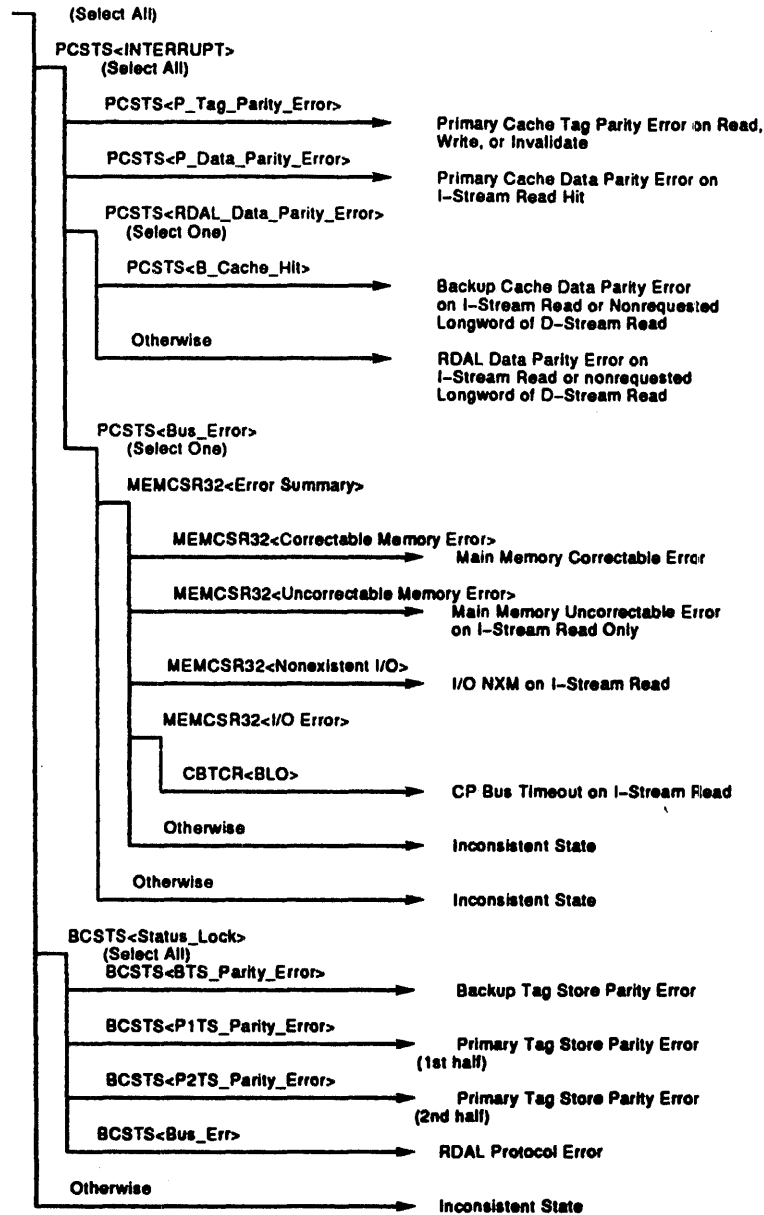 (Select All)
PCSTS<INTERRUPT>
(Select All)
PCSTS<P_Tag_Parity_Error>
Primary Cache Tag Parity Error on Read,
Write, or Invalidate
PCSTS<P_Data_Parity_Error>
Primary Cache Data Parity Error on
I-Stream Read Hit
PCSTS<RDAL_Data_Parity_Error>
(Select One)
PCSTS<B_Cache_Hit>
Backup Cache Data Parity Error
on I-Stream Read or Nonrequested
Longword of D-Stream Read
Otherwise
RDAL Data Parity Error on
I-Stream Read or nonrequested
Longword of D-Stream Read
PCSTS<Bus_Error>
(Select One)
MEMCSR32<Error Summary>
MEMCSR32<Correctable Memory Error>
Main Memory Correctable Error
MEMCSR32<Uncorrectable Memory Error>
Main Memory Uncorrectable Error
on I-Stream Read Only
MEMCSR32<Nonexistent I/O>
I/O NXM on I-Stream Read
MEMCSR32<I/O Error>
CBTCR<BLO>
CP Bus Timeout on I-Stream Read
Otherwise
Inconsistent State
Otherwise
Inconsistent State
BCSTS<Status_Lock>
(Select All)
BCSTS<BTS_Parity_Error>
Backup Tag Store Parity Error
BCSTS<P1TS_Parity_Error>
Primary Tag Store Parity Error
(1st half)
BCSTS<P2TS_Parity_Error>
Primary Tag Store Parity Error
(2nd half)
BCSTS<Bus_Err>
RDAL Protocol Error
Otherwise
Inconsistent State